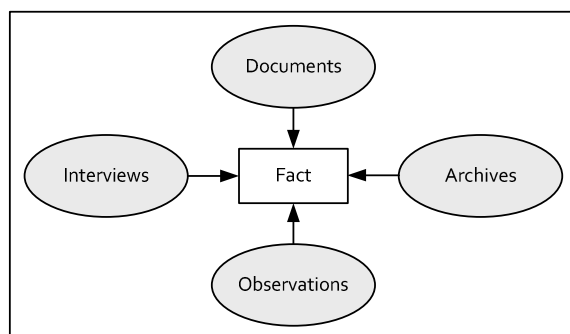 Documents
Interviews
Fact
Archives
Observations